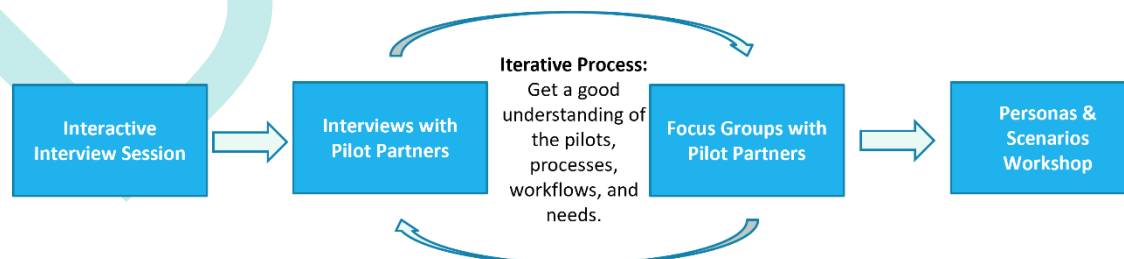 Interactive
Interview Session
Interviews with
Pilot Partners
Iterative Process:
Get a good
understanding of
the pilots,
processes,
workflows, and
needs.
Focus Groups with
Pilot Partners
Personas &
Scenarios
Workshop